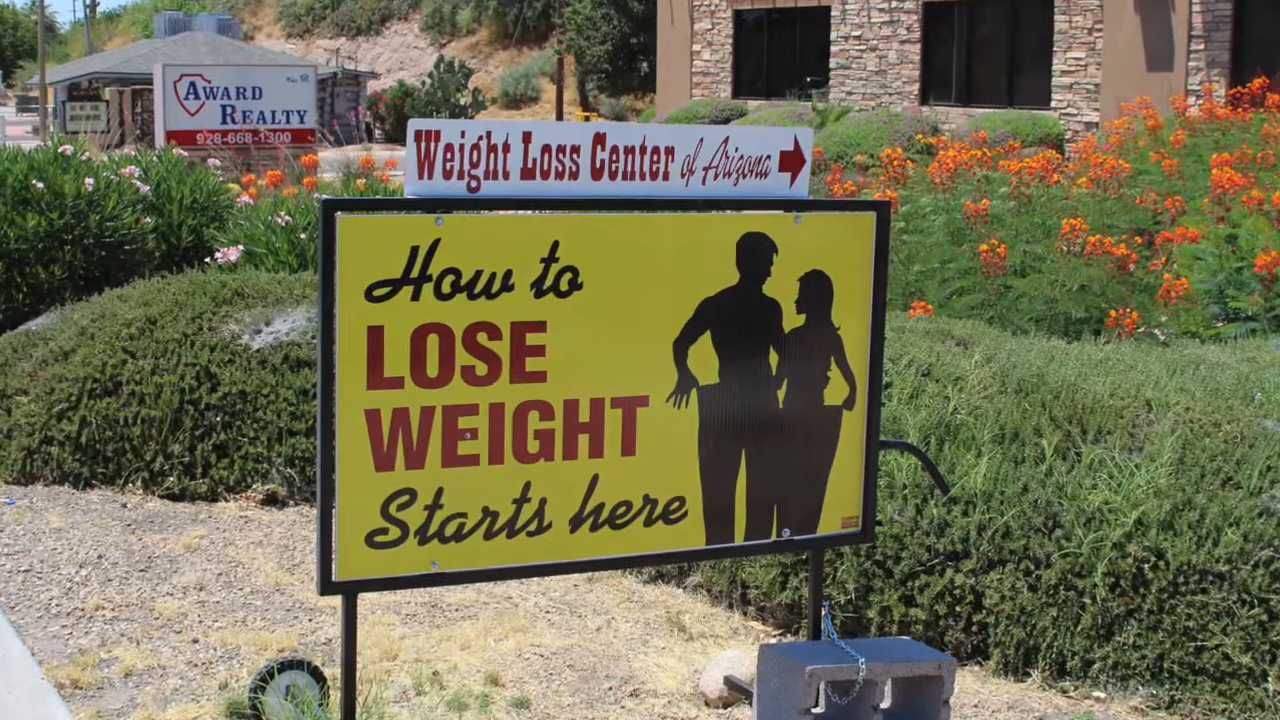 AWARD
REALTY
928-668-1300
Weight Loss Center of Arizona
How to
LOSE
WEIGHT
Starts here